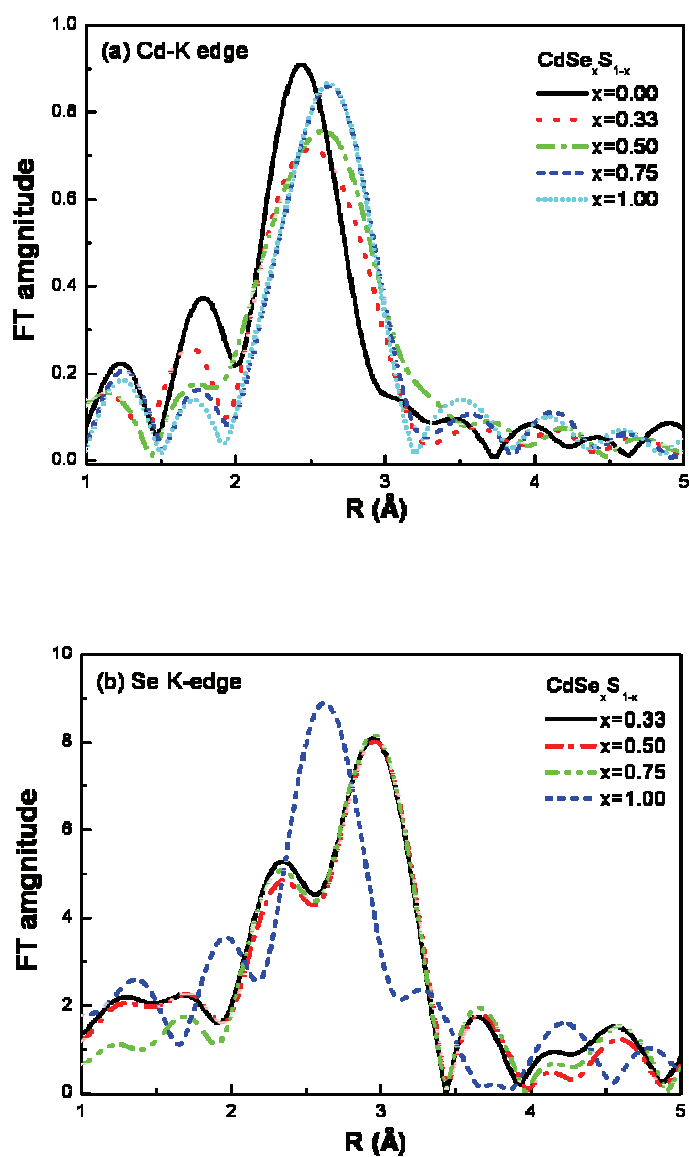 (a) Cd-K edge
CdSexS1-x
x=0.00
x=0.33
x=0.50
x=0.75
x=1.00
1.0
0.8
0.6
0.4
0.2
0.0
FT amgnitude
1 2 3 4 5
R (Å)
(b) Se K-edge
CdSexS1-x
x=0.33
x=0.50
x=0.75
x=1.00
10
8
6
4
2
0
FT amgnitude
1 2 3 4 5
R (Å)